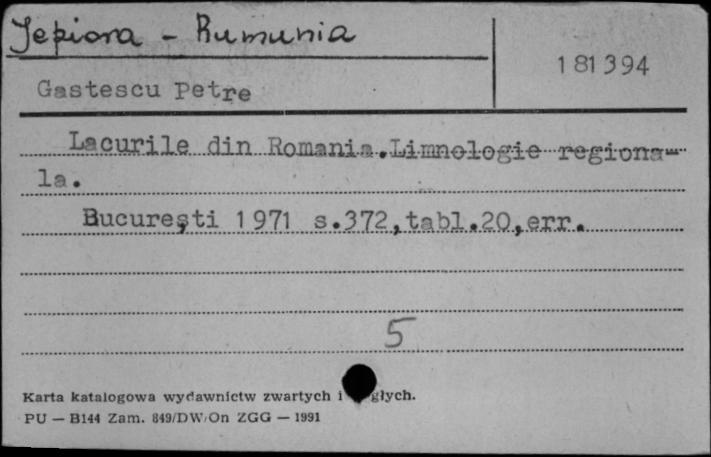 Jeziora - Rumunia
181394
Gastescu Petre
Lacurile din Romania.Limnologie regiona-
la.
București 1971 s.372,tabl.20,err.
5
Karta katalogowa wydawnictw zwartych i głych.
PU — B144 Zam. 849/DW/On ZGG — 1991